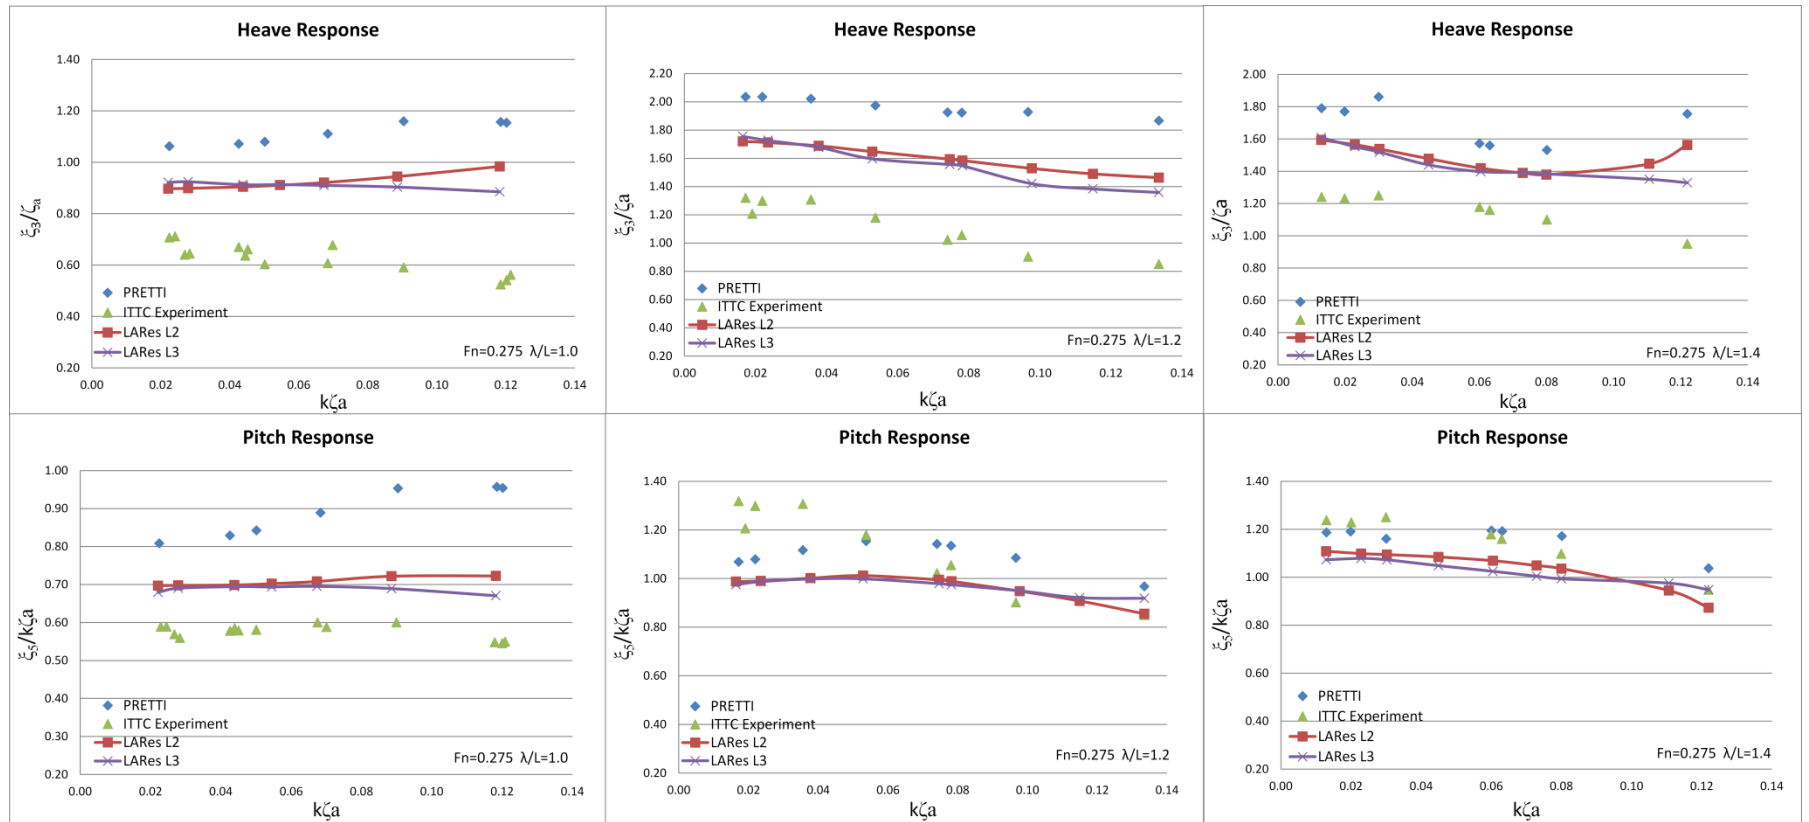 Heave Response
1.40
1.20
1.00
0.80
0.60
0.40
0.20
0.00 0.02 0.04 0.06 0.08 0.10 0.12 0.14
ξ3/ζa
kζa
PRETTI
ITTC Experiment
LARes L2
LARes L3
Fn=0.275 λ/L=1.0
Heave Response
2.20
2.00
1.80
1.60
1.40
1.20
1.00
0.80
0.60
0.40
0.20
0.00 0.02 0.04 0.06 0.08 0.10 0.12 0.14
ξ3/ζa
kζa
PRETTI
ITTC Experiment
LARes L2
LARes L3
Fn=0.275 λ/L=1.2
Heave Response
2.00
1.80
1.60
1.40
1.20
1.00
0.80
0.60
0.40
0.20
0.00 0.02 0.04 0.06 0.08 0.10 0.12 0.14
ξ3/ζa
kζa
PRETTI
ITTC Experiment
LARes L2
LARes L3
Fn=0.275 λ/L=1.4
Pitch Response
1.00
0.90
0.80
0.70
0.60
0.50
0.40
0.30
0.20
0.00 0.02 0.04 0.06 0.08 0.10 0.12 0.14
ξ5/kζa
kζa
PRETTI
ITTC Experiment
LARes L2
LARes L3
Fn=0.275 λ/L=1.0
Pitch Response
1.40
1.20
1.00
0.80
0.60
0.40
0.20
0.00 0.02 0.04 0.06 0.08 0.10 0.12 0.14
ξ5/kζa
kζa
PRETTI
ITTC Experiment
LARes L2
LARes L3
Fn=0.275 λ/L=1.2
Pitch Response
1.40
1.20
1.00
0.80
0.60
0.40
0.20
0.00 0.02 0.04 0.06 0.08 0.10 0.12 0.14
ξ5/kζa
kζa
PRETTI
ITTC Experiment
LARes L2
LARes L3
Fn=0.275 λ/L=1.4